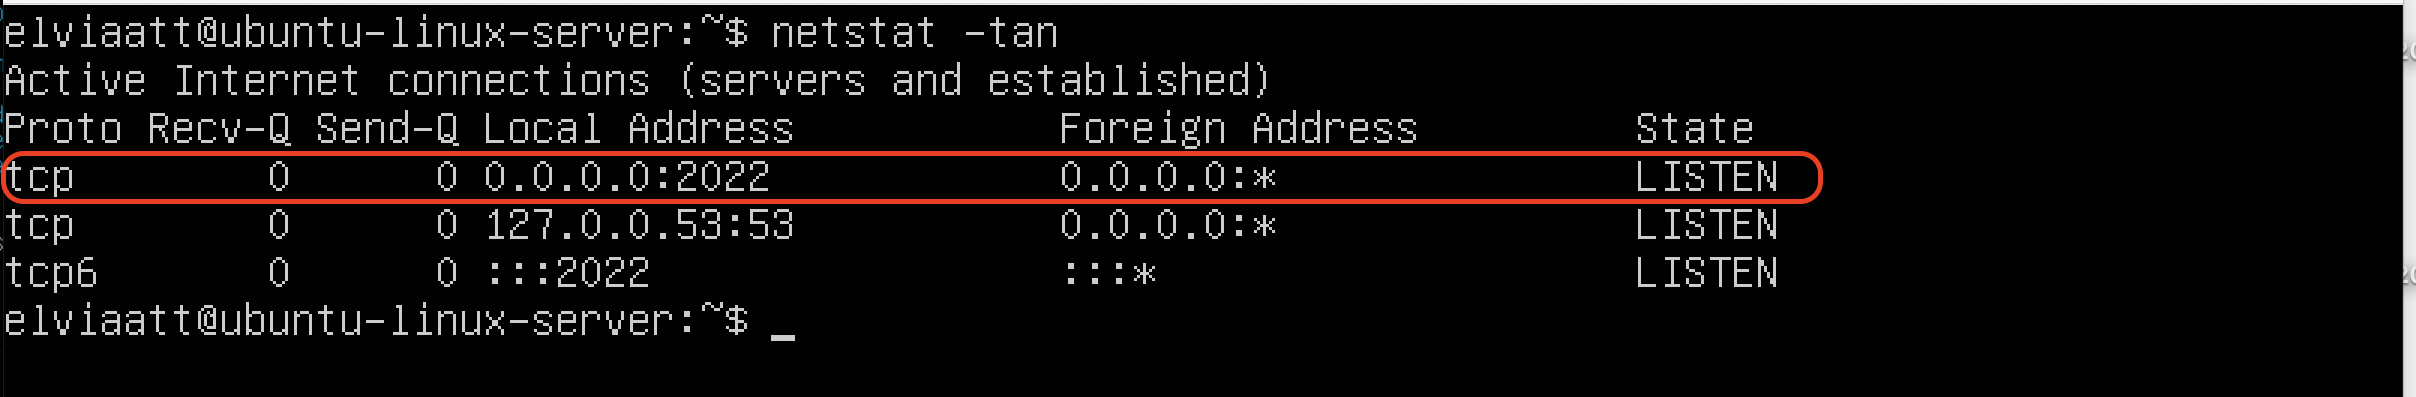 elviaatt@ubuntu-linux-server:~$ netstat -tan
Active Internet connections (servers and established)
Proto Recv-Q Send-Q Local Address           Foreign Address         State
tcp        0      0 0.0.0.0:2022            0.0.0.0:*               LISTEN
tcp        0      0 127.0.0.53:53           0.0.0.0:*               LISTEN
tcp6       0      0 :::2022                 :::*                    LISTEN
elviaatt@ubuntu-linux-server:~$ _